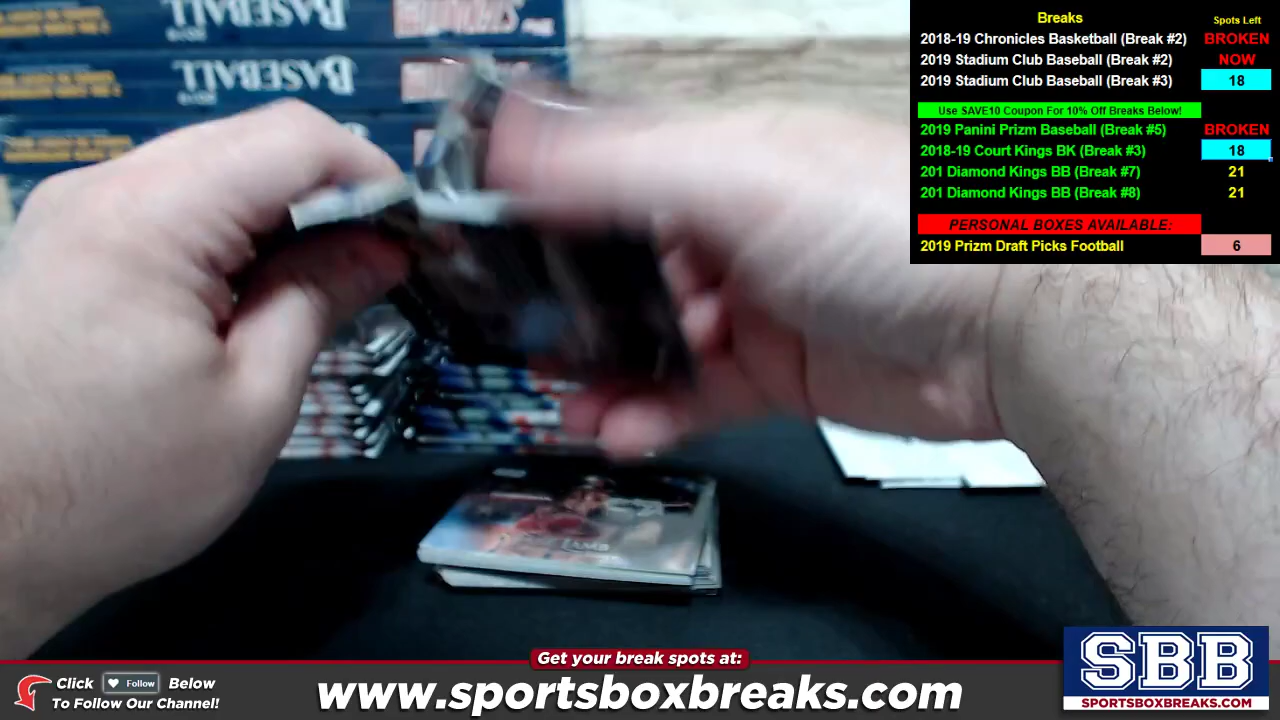 BASEBALL
BASEBALL
BASEBALL
Breaks
Spots Left
2018-19 Chronicles Basketball (Break #2) BROKEN
2019 Stadium Club Baseball (Break #2) NOW
2019 Stadium Club Baseball (Break #3) 18
Use SAVE10 Coupon For 10% Off Breaks Below!
2019 Panini Prizm Baseball (Break #5) BROKEN
2018-19 Court Kings BK (Break #3) 18
201 Diamond Kings BB (Break #7) 21
201 Diamond Kings BB (Break #8) 21
PERSONAL BOXES AVAILABLE:
2019 Prizm Draft Picks Football 6
LAMB
Get your break spots at:
Click Follow Below
To Follow Our Channel!
www.sportsboxbreaks.com
SBB
SPORTSBOXBREAKS.COM